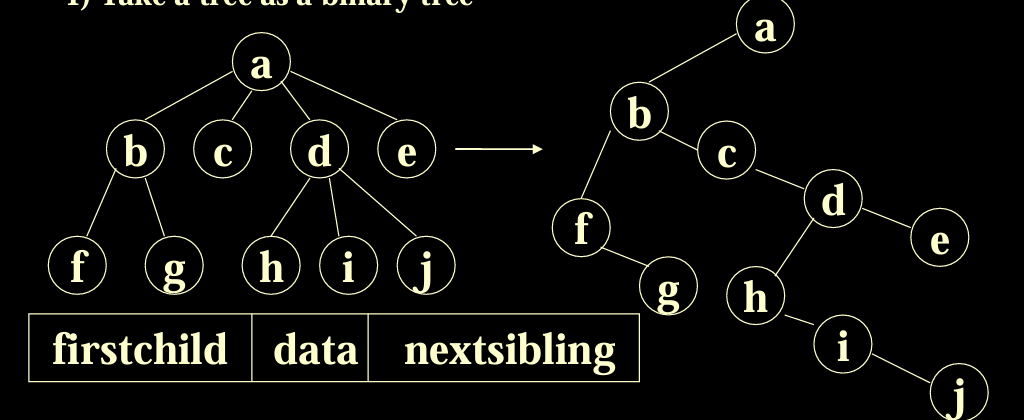 1) Take a tree as a binary tree
a
a
b
c
d
e
b
c
d
e
f
g
h
i
j
f
g
h
i
j
firstchild data nextsibling